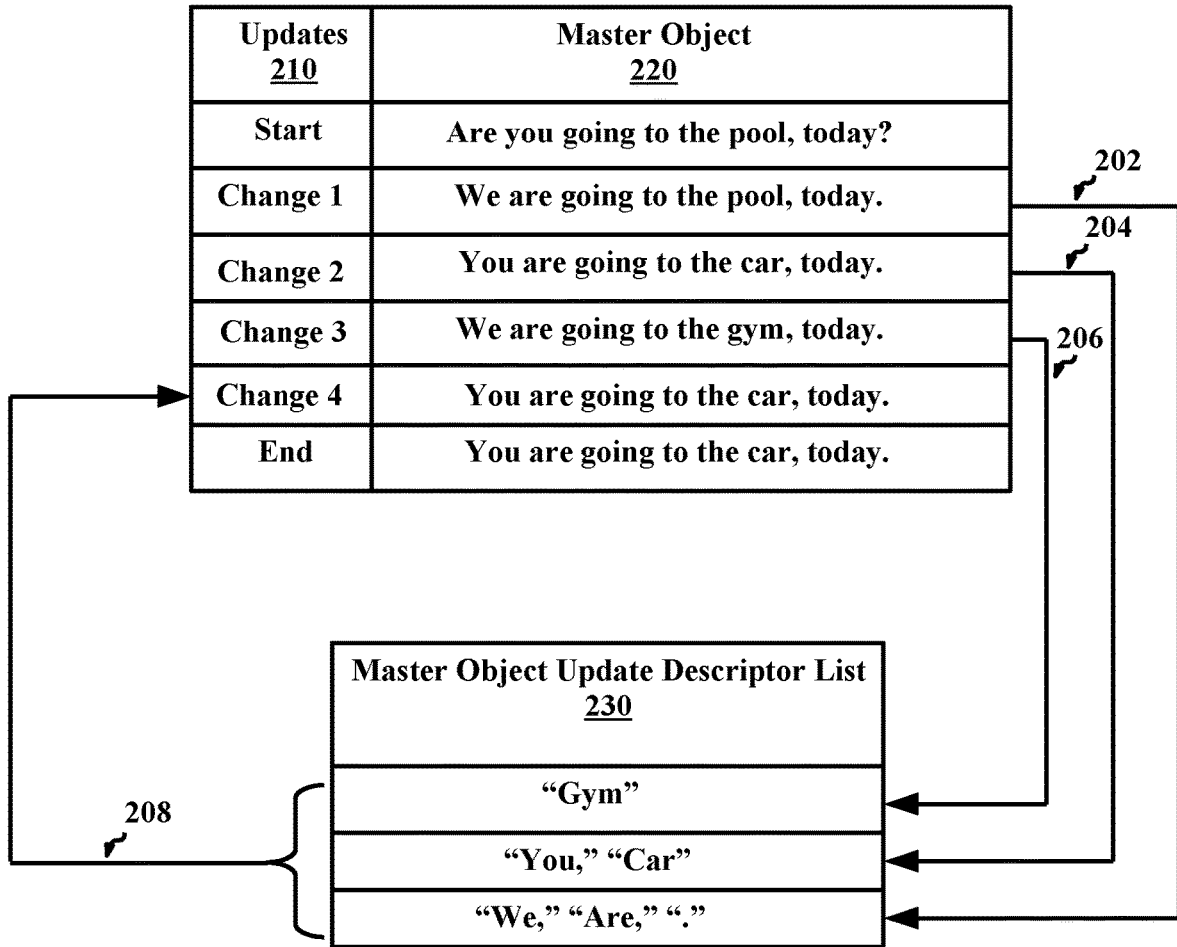 Updates
210
Master Object
220
Start
Are you going to the pool, today?
Change 1
We are going to the pool, today.
Change 2
You are going to the car, today.
Change 3
We are going to the gym, today.
Change 4
You are going to the car, today.
End
You are going to the car, today.
202
204
206
Master Object Update Descriptor List
230
“Gym”
“You,” “Car”
“We,” “Are,” “.”
208